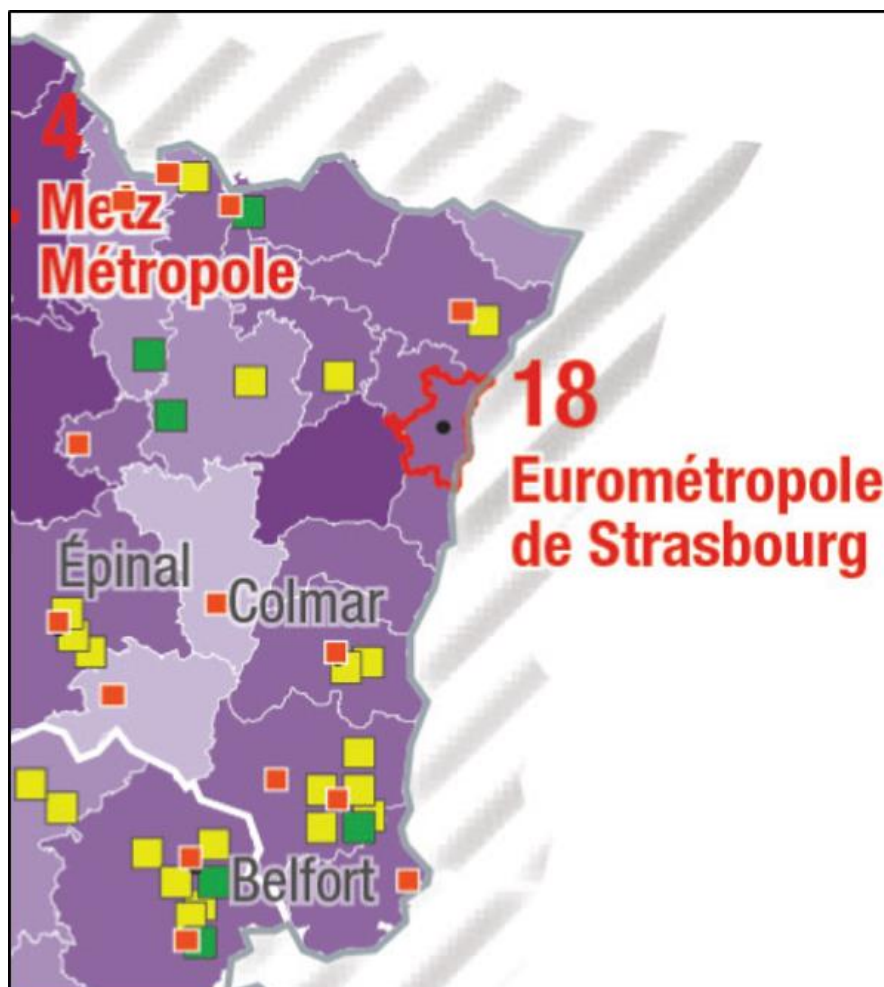 4
Metz
Métropole
18
Eurométropole
de Strasbourg
Épinal
Colmar
Belfort